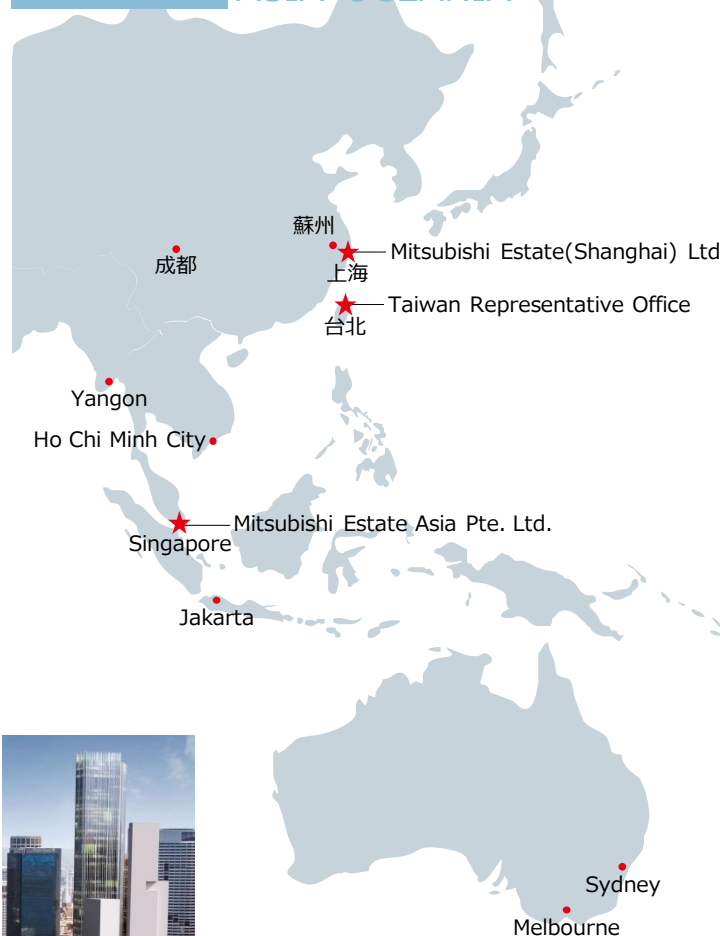 蘇州
Mitsubishi Estate(Shanghai) Ltd
成都
上海
Taiwan Representative Office
台北
Yangon
Ho Chi Minh City
Mitsubishi Estate Asia Pte. Ltd.
Singapore
Jakarta
Sydney
Melbourne